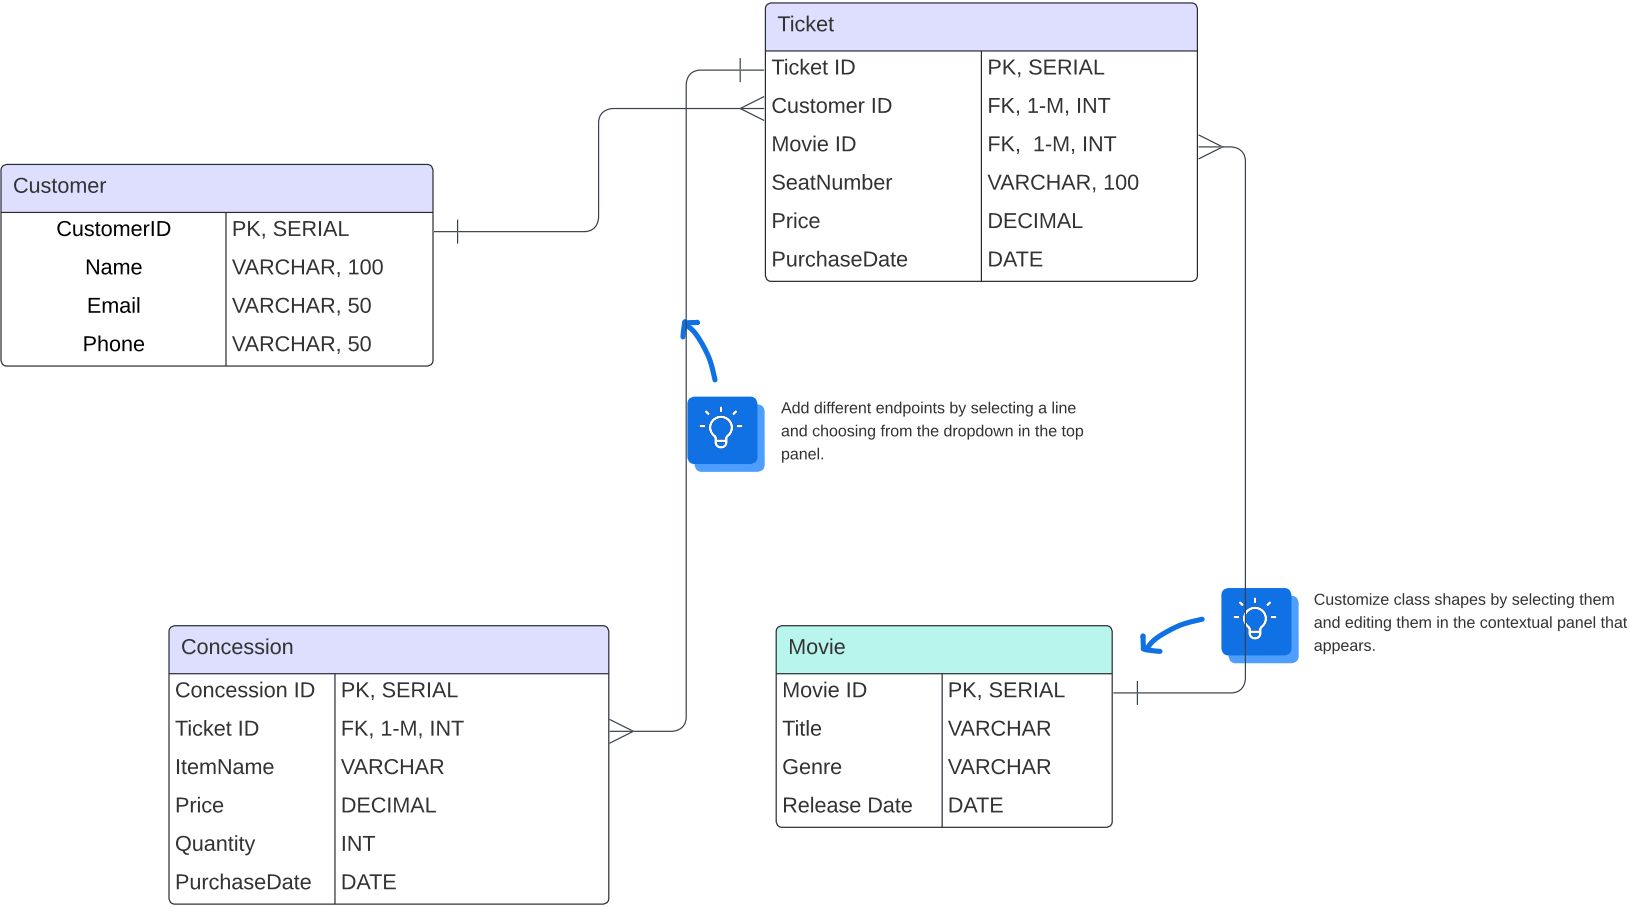 Ticket
Ticket ID PK, SERIAL
Customer ID FK, 1-M, INT
Movie ID FK,  1-M, INT
SeatNumber VARCHAR, 100
Price DECIMAL
PurchaseDate DATE
Customer
CustomerID PK, SERIAL
Name VARCHAR, 100
Email VARCHAR, 50
Phone VARCHAR, 50
Add different endpoints by selecting a line
and choosing from the dropdown in the top
panel.
Customize class shapes by selecting them
and editing them in the contextual panel that
appears.
Concession
Concession ID PK, SERIAL
Ticket ID FK, 1-M, INT
ItemName VARCHAR
Price DECIMAL
Quantity INT
PurchaseDate DATE
Movie
Movie ID PK, SERIAL
Title VARCHAR
Genre VARCHAR
Release Date DATE